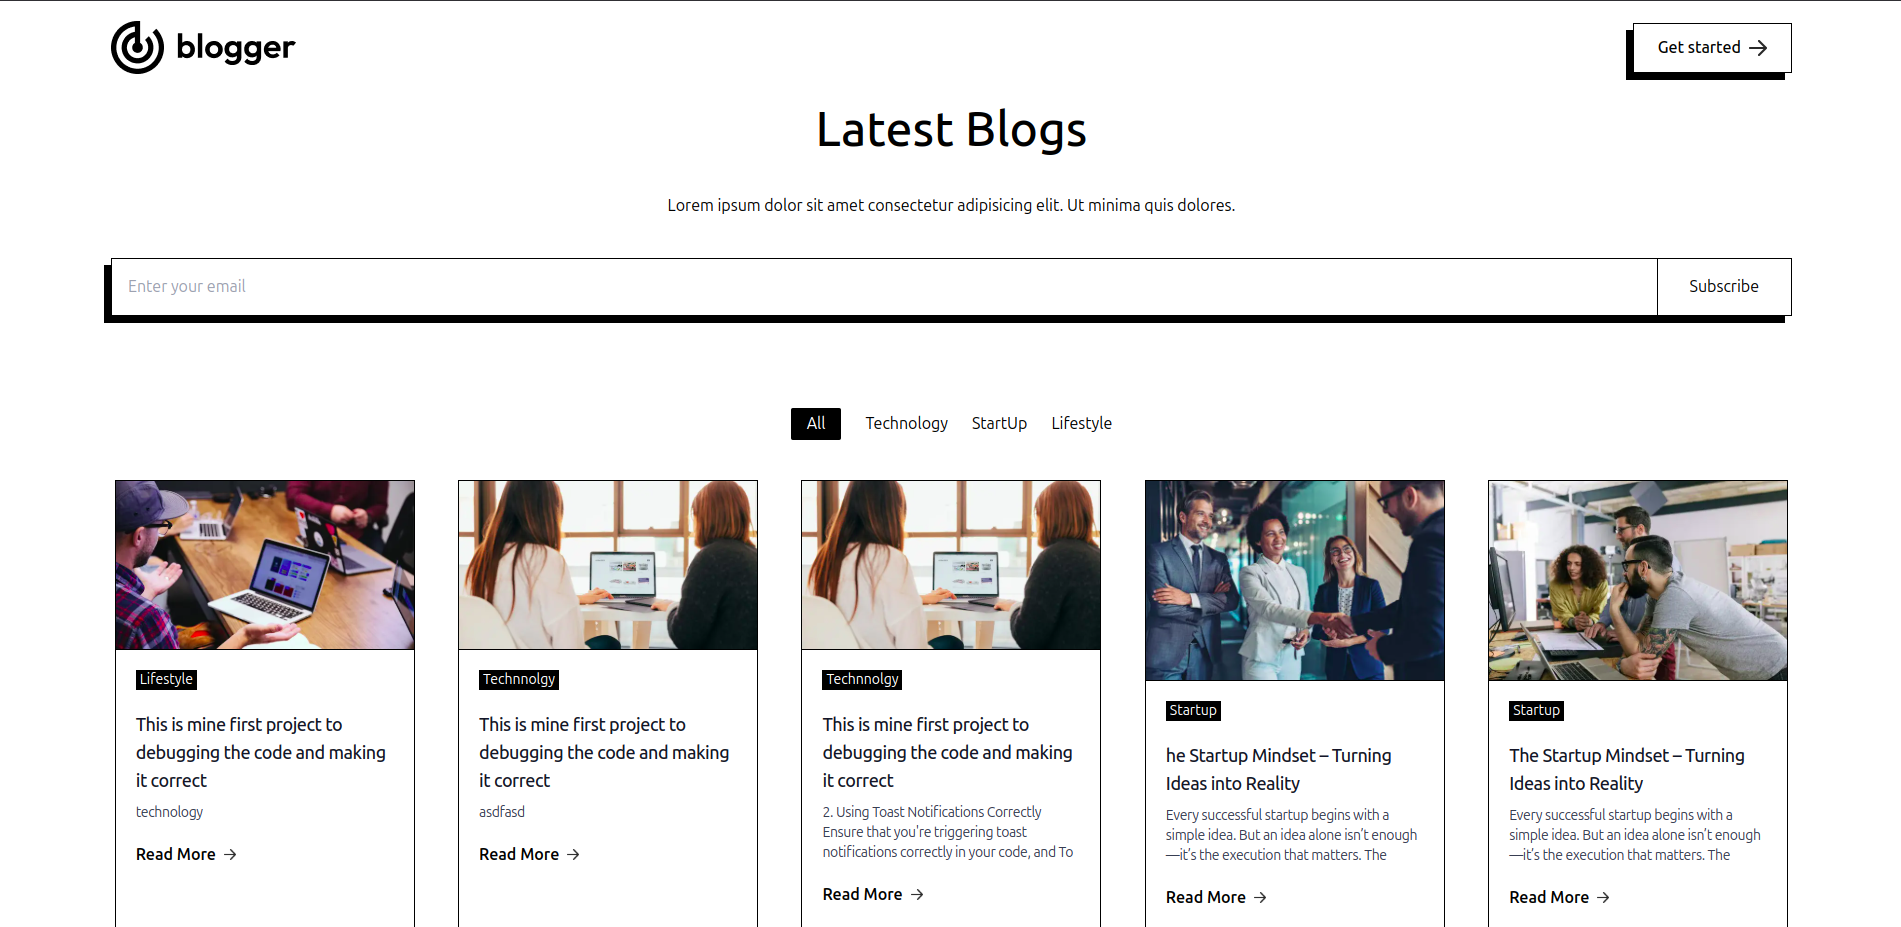 blogger
Get started
Latest Blogs
Lorem ipsum dolor sit amet consectetur adipisicing elit. Ut minima quis dolores.
Enter your email
Subscribe
All
Technology
StartUp
Lifestyle
Lifestyle
This is mine first project to
debugging the code and making
it correct
technology
Read More
Technnolgy
This is mine first project to
debugging the code and making
it correct
asdfasd
Read More
Technnolgy
This is mine first project to
debugging the code and making
it correct
2. Using Toast Notifications Correctly
Ensure that you're triggering toast
notifications correctly in your code, and To
Read More
Startup
he Startup Mindset – Turning
Ideas into Reality
Every successful startup begins with a
simple idea. But an idea alone isn’t enough
—it’s the execution that matters. The
Read More
Startup
The Startup Mindset – Turning
Ideas into Reality
Every successful startup begins with a
simple idea. But an idea alone isn’t enough
—it’s the execution that matters. The
Read More